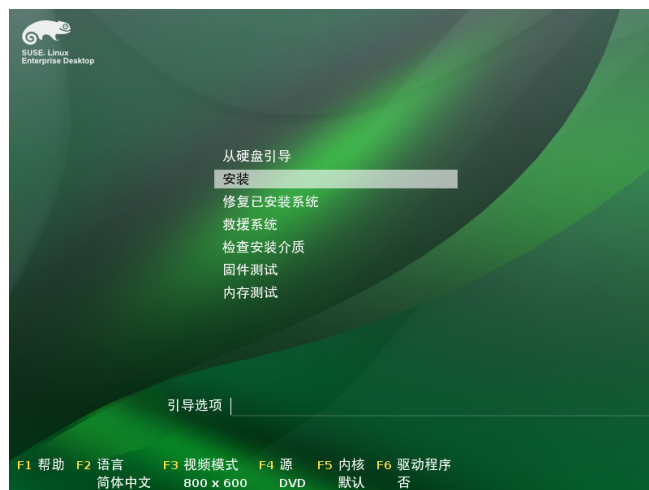 SUSE. Linux
Enterprise Desktop
从硬盘引导
安装
修复已安装系统
救援系统
检查安装介质
固件测试
内存测试
引导选项
F1 帮助 F2 语言 F3 视频模式 F4 源 F5 内核 F6 驱动程序
简体中文 800 x 600 DVD 默认 否